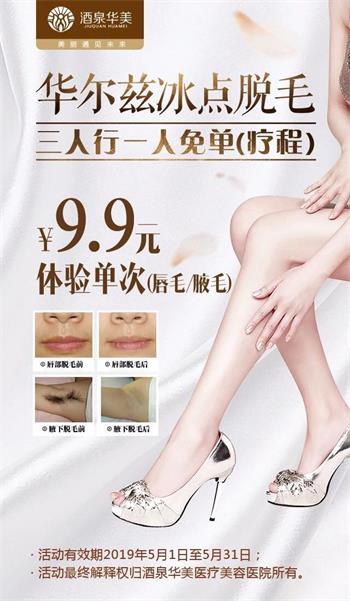 酒泉华美
JIUQUAN HUAMEI
美丽遇见未来
华尔兹冰点脱毛
三人行一人免单(疗程)
¥9.9元
体验单次(唇毛/腋毛)
唇部脱毛前
唇部脱毛后
腋下脱毛前
腋下脱毛后
·活动有效期2019年5月1日至5月31日；
·活动最终解释权归酒泉华美医疗美容医院所有。